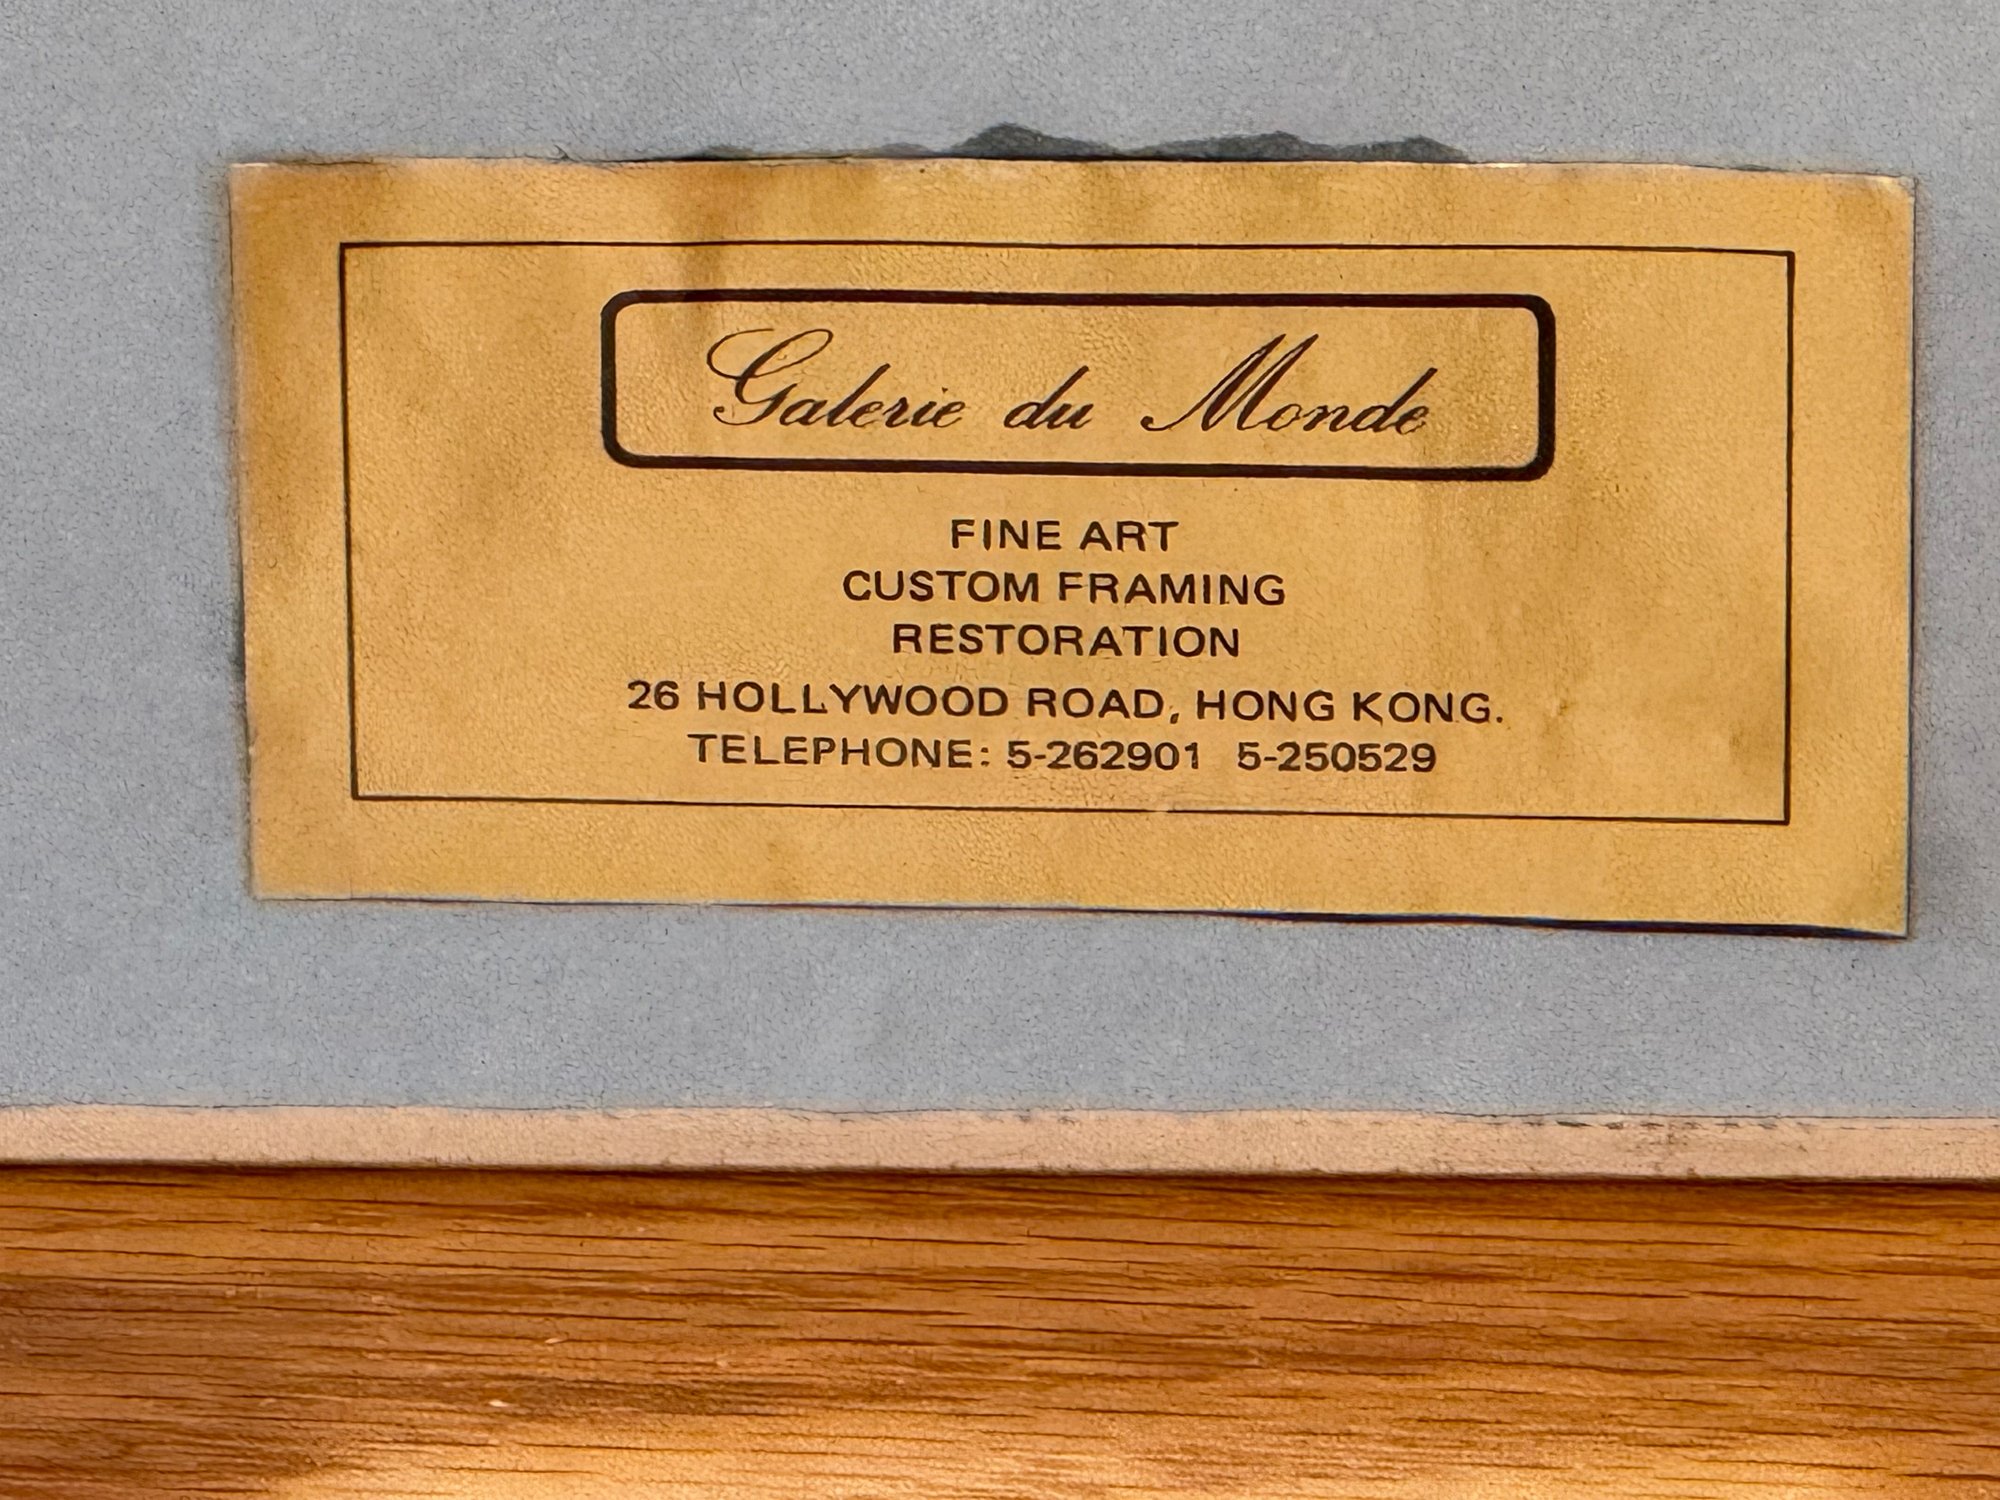 Galerie du Monde
FINE ART
CUSTOM FRAMING
RESTORATION
26 HOLLYWOOD ROAD, HONG KONG.
TELEPHONE: 5-262901 5-250529